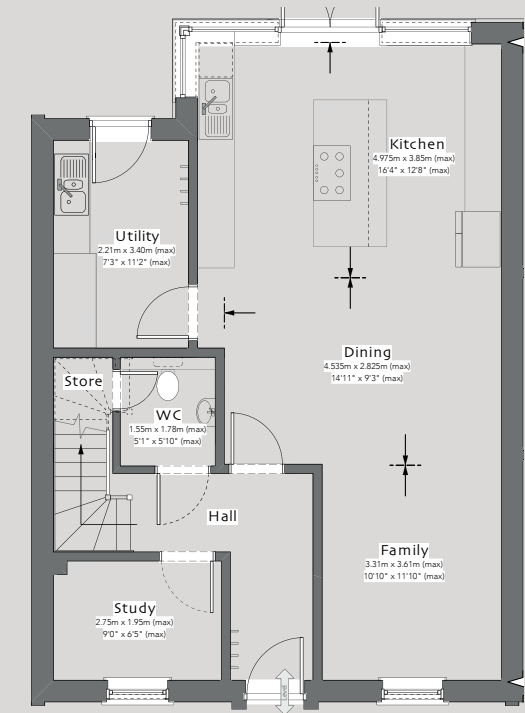 Kitchen
4.975m x 3.85m (max)
16'4" x 12'8" (max)
Utility
2.21m x 3.40m (max)
7'3" x 11'2" (max)
Dining
4.535m x 2.825m (max)
14'11" x 9'3" (max)
Store
WC
1.55m x 1.78m (max)
5'1" x 5'10" (max)
Hall
Family
3.31m x 3.61m (max)
10'10" x 11'10" (max)
Study
2.75m x 1.95m (max)
9'0" x 6'5" (max)
Level